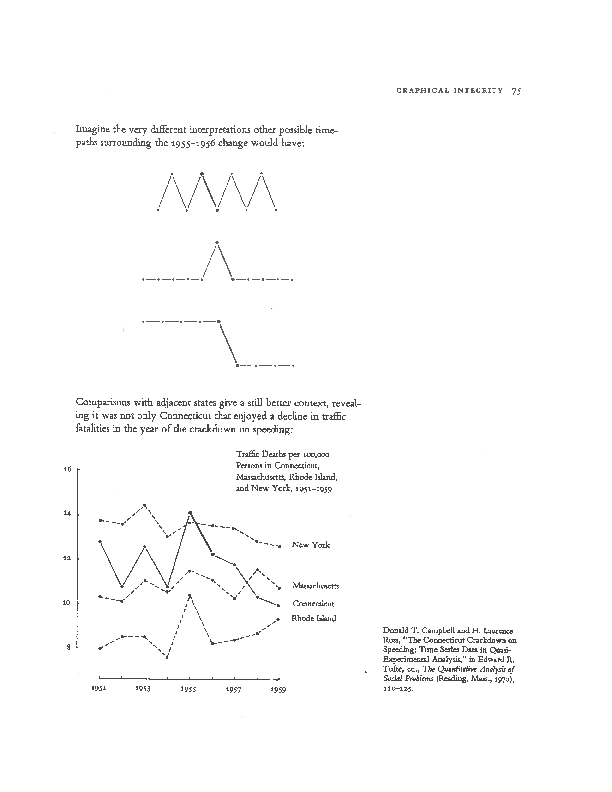 GRAPHICAL INTEGRITY 75
Imagine the very different interpretations other possible time-
paths surrounding the 1955–1956 change would have:
Comparisons with adjacent states give a still better context, reveal-
ing it was not only Connecticut that enjoyed a decline in traffic
fatalities in the year of the crackdown on speeding:
Traffic Deaths per 100,000
Persons in Connecticut,
Massachusetts, Rhode Island,
and New York, 1951–1959
16
14
12
10
8
New York
Massachusetts
Connecticut
Rhode Island
1951 1953 1955 1957 1959
Donald T. Campbell and H. Laurence
Ross, "The Connecticut Crackdown on
Speeding: Time Series Data in Quasi-
Experimental Analysis," in Edward R.
Tufte, ed., The Quantitative Analysis of
Social Problems (Reading, Mass., 1970),
110–125.